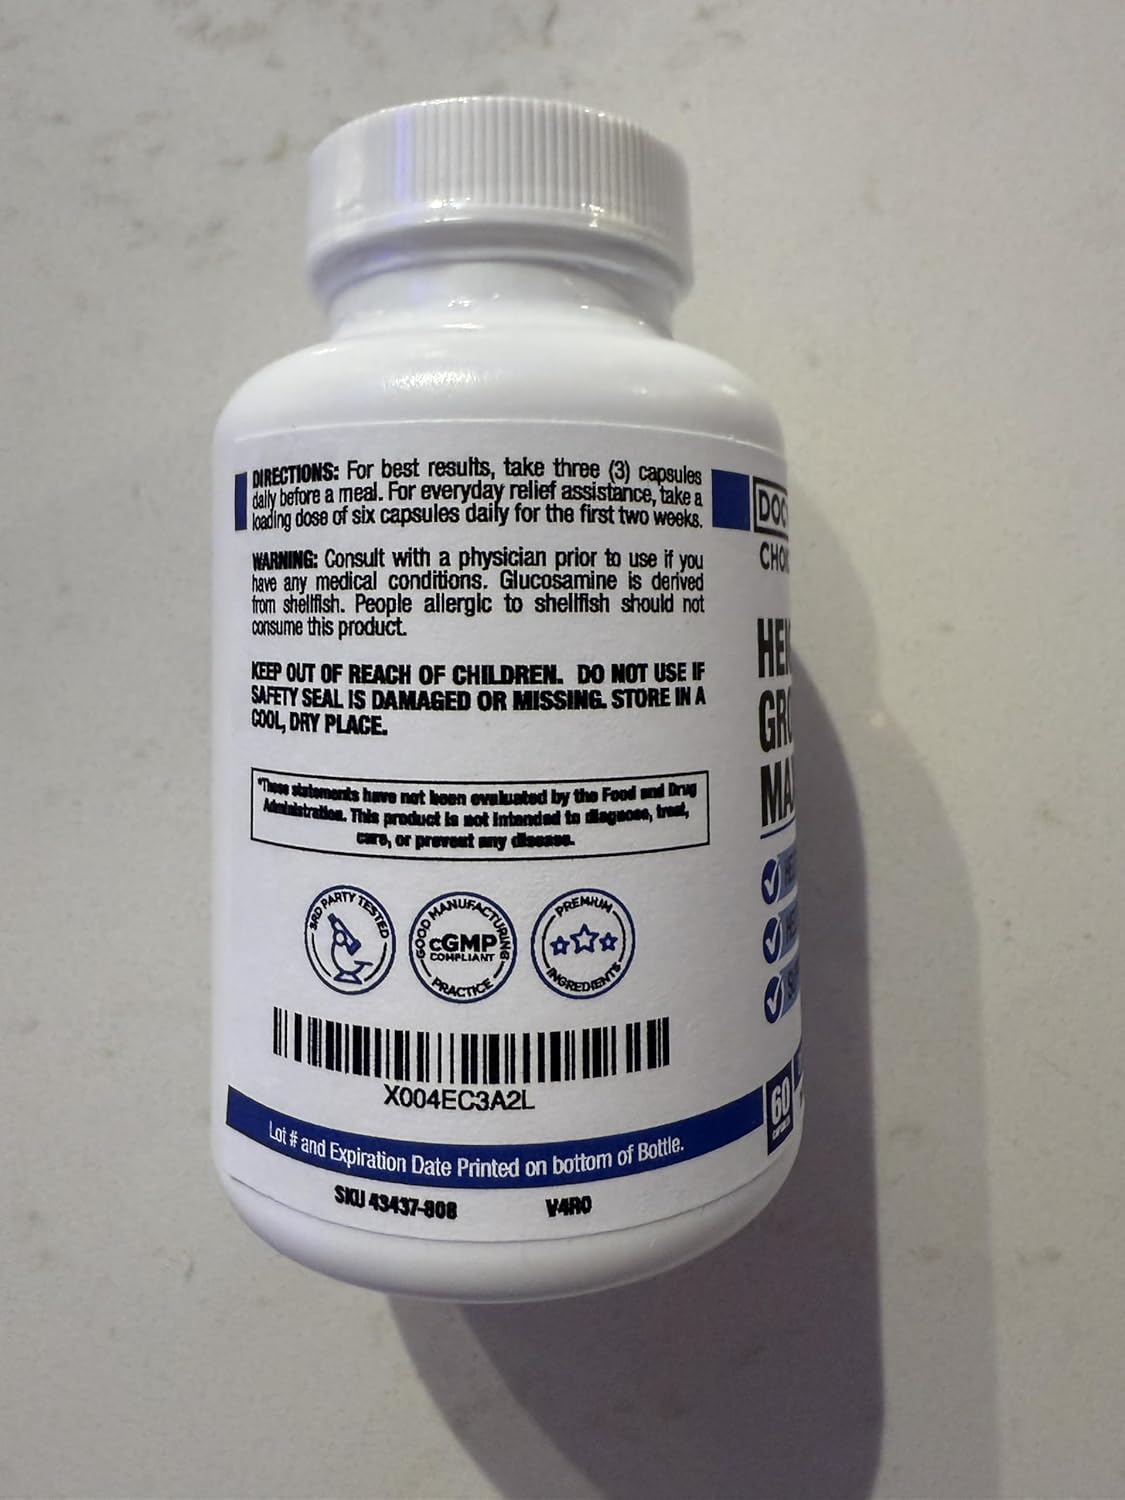 DIRECTIONS: For best results, take three (3) capsules
daily before a meal. For everyday relief assistance, take a
loading dose of six capsules daily for the first two weeks.
WARNING: Consult with a physician prior to use if you
have any medical conditions. Glucosamine is derived
from shellfish. People allergic to shellfish should not
consume this product.
KEEP OUT OF REACH OF CHILDREN. DO NOT USE IF
SAFETY SEAL IS DAMAGED OR MISSING. STORE IN A
COOL, DRY PLACE.
*These statements have not been evaluated by the Food and Drug
Administration. This product is not intended to diagnose, treat,
cure, or prevent any disease.
3RD PARTY TESTED
GOOD MANUFACTURING
cGMP
COMPLIANT
PRACTICE
PREMIUM
INGREDIENTS
X004EC3A2L
Lot # and Expiration Date Printed on bottom of Bottle.
SKU 43437-808 V4R0
DOC
CHO
HEI
GRO
MA
60